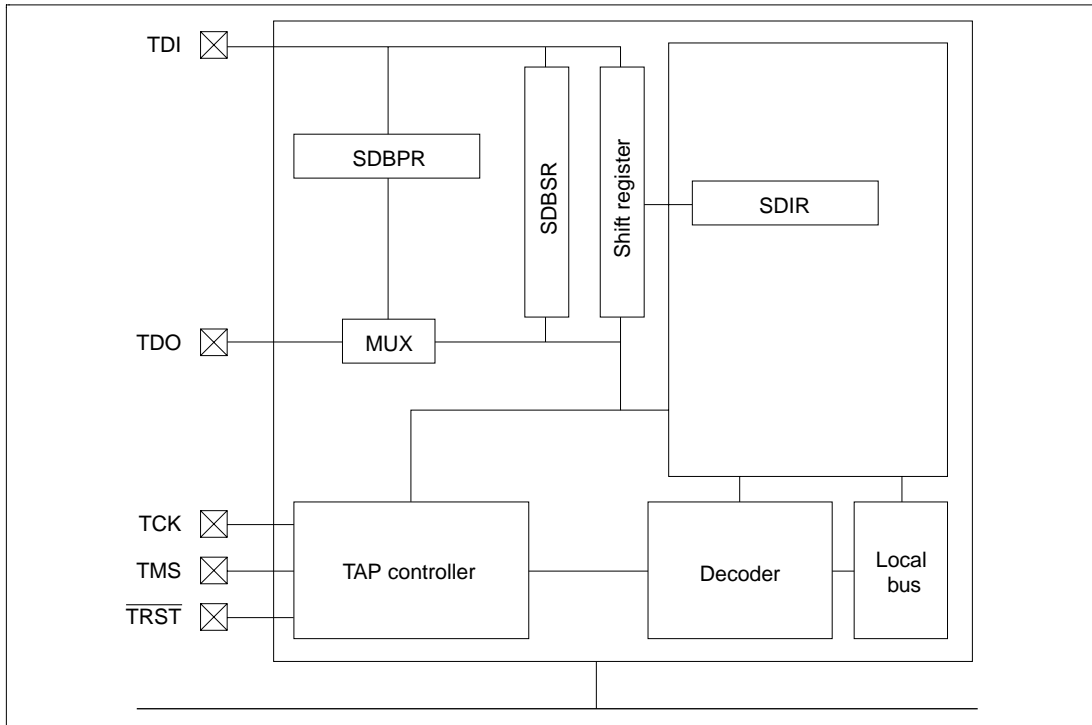 TDI
SDBPR
SDBSR
Shift register
SDIR
TDO
MUX
TCK
TMS
TRST
TAP controller
Decoder
Local
bus